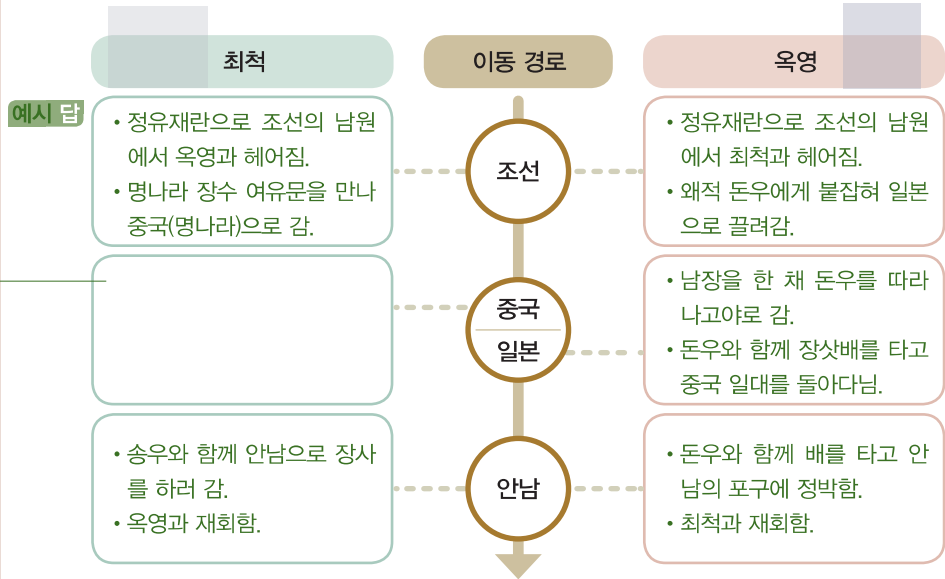 최척
이동 경로
옥영
예시 답
• 정유재란으로 조선의 남원
에서 옥영과 헤어짐.
• 명나라 장수 여유문을 만나
중국(명나라)으로 감.
조선
• 정유재란으로 조선의 남원
에서 최척과 헤어짐.
• 왜적 돈우에게 붙잡혀 일본
으로 끌려감.
중국
일본
• 남장을 한 채 돈우를 따라
나고야로 감.
• 돈우와 함께 장삿배를 타고
중국 일대를 돌아다님.
• 송우와 함께 안남으로 장사
를 하러 감.
• 옥영과 재회함.
안남
• 돈우와 함께 배를 타고 안
남의 포구에 정박함.
• 최척과 재회함.